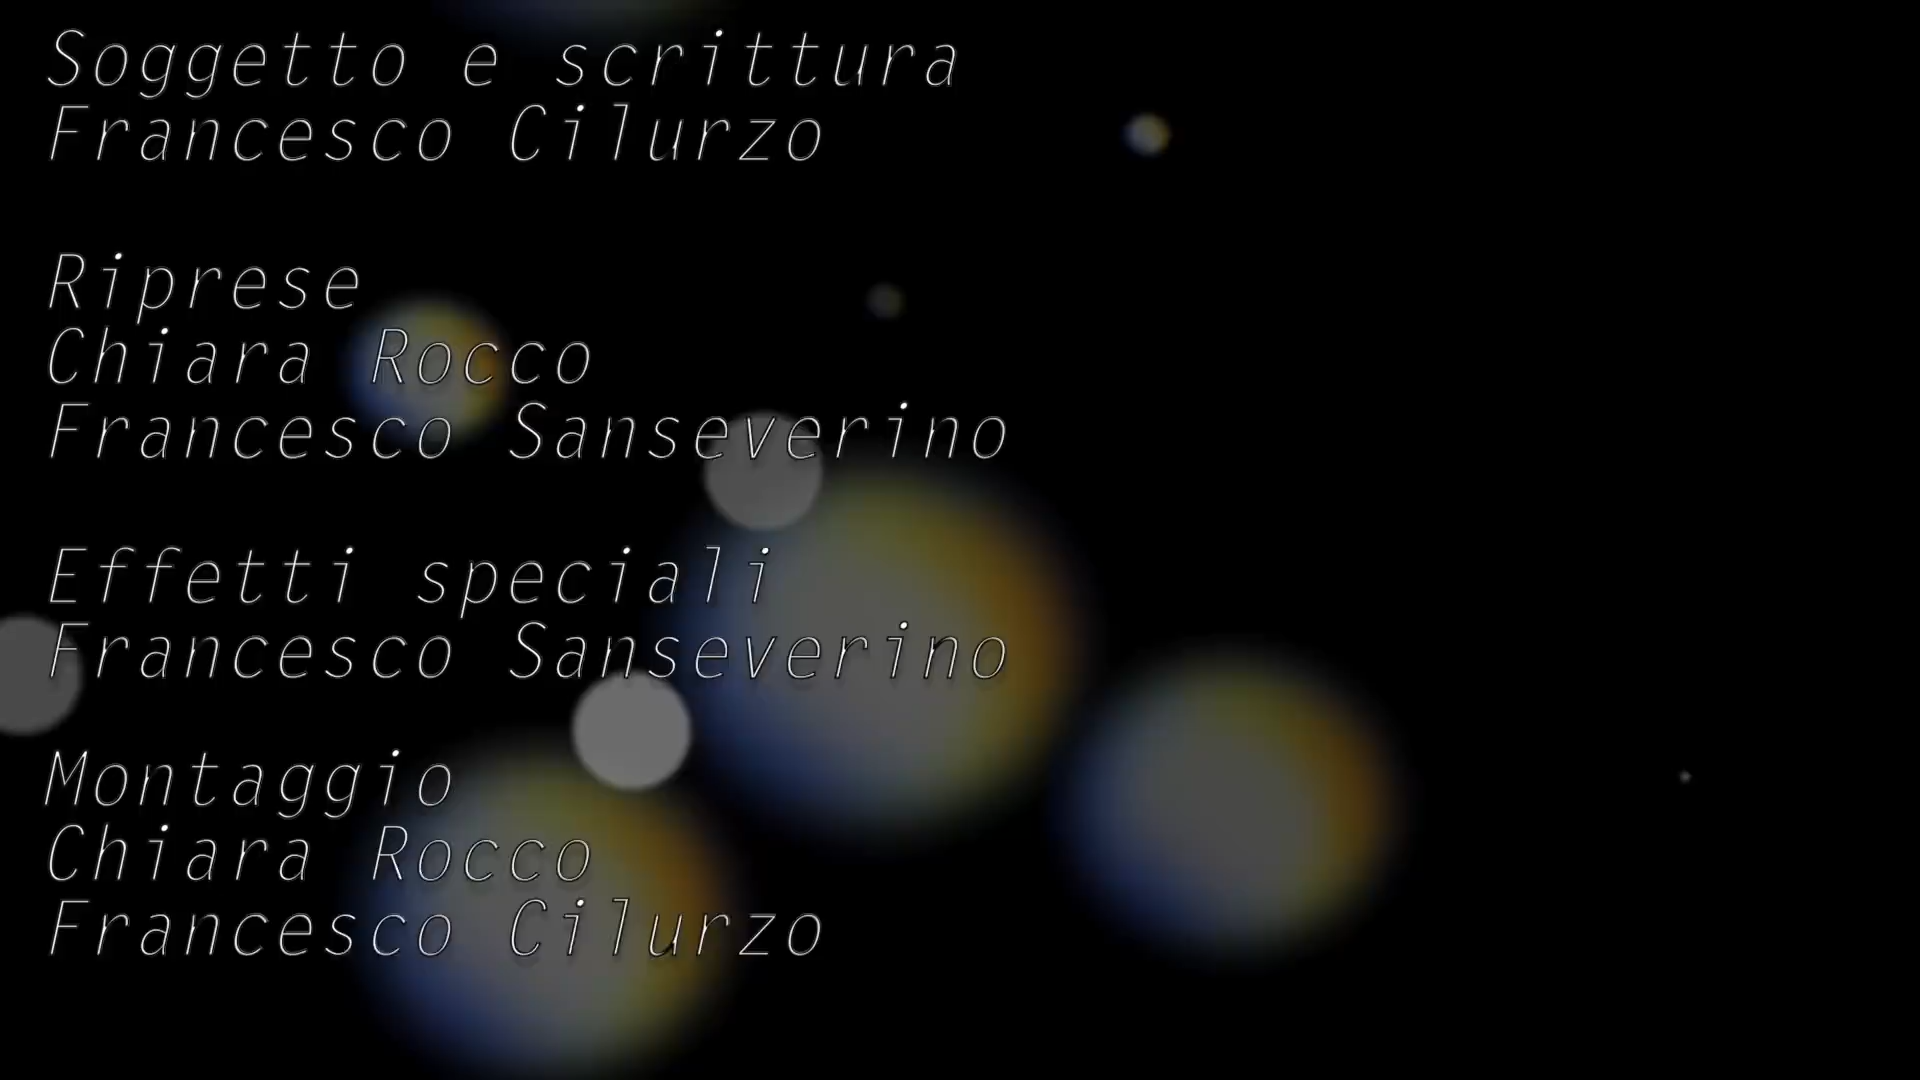 Soggetto e scrittura
Francesco Cilurzo
Riprese
Chiara Rocco
Francesco Sanseverino
Effetti speciali
Francesco Sanseverino
Montaggio
Chiara Rocco
Francesco Cilurzo